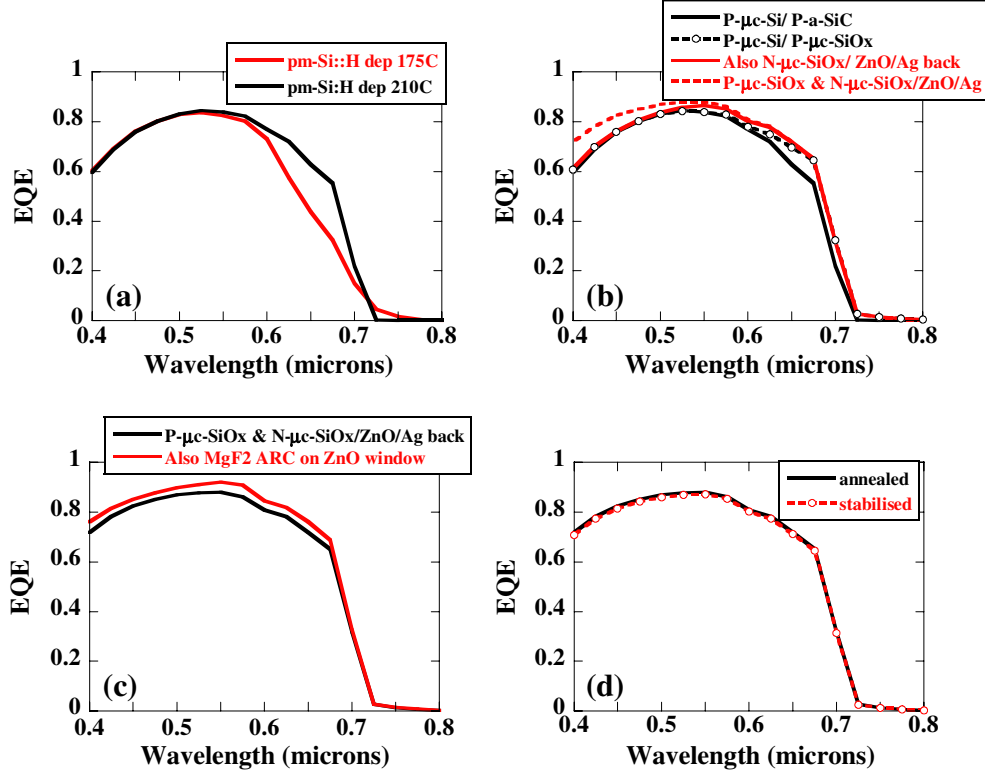 pm-Si::H dep 175C
pm-Si:H dep 210C
EQE
1
0.8
0.6
0.4
0.2
0
(a)
0.4 0.5 0.6 0.7 0.8
Wavelength (microns)
P-μc-Si/ P-a-SiC
P-μc-Si/ P-μc-SiOx
Also N-μc-SiOx/ ZnO/Ag back
P-μc-SiOx & N-μc-SiOx/ZnO/Ag
EQE
1
0.8
0.6
0.4
0.2
0
(b)
0.4 0.5 0.6 0.7 0.8
Wavelength (microns)
P-μc-SiOx & N-μc-SiOx/ZnO/Ag back
Also MgF2 ARC on ZnO window
EQE
1
0.8
0.6
0.4
0.2
0
(c)
0.4 0.5 0.6 0.7 0.8
Wavelength (microns)
annealed
stabilised
EQE
1
0.8
0.6
0.4
0.2
0
(d)
0.4 0.5 0.6 0.7 0.8
Wavelength (microns)